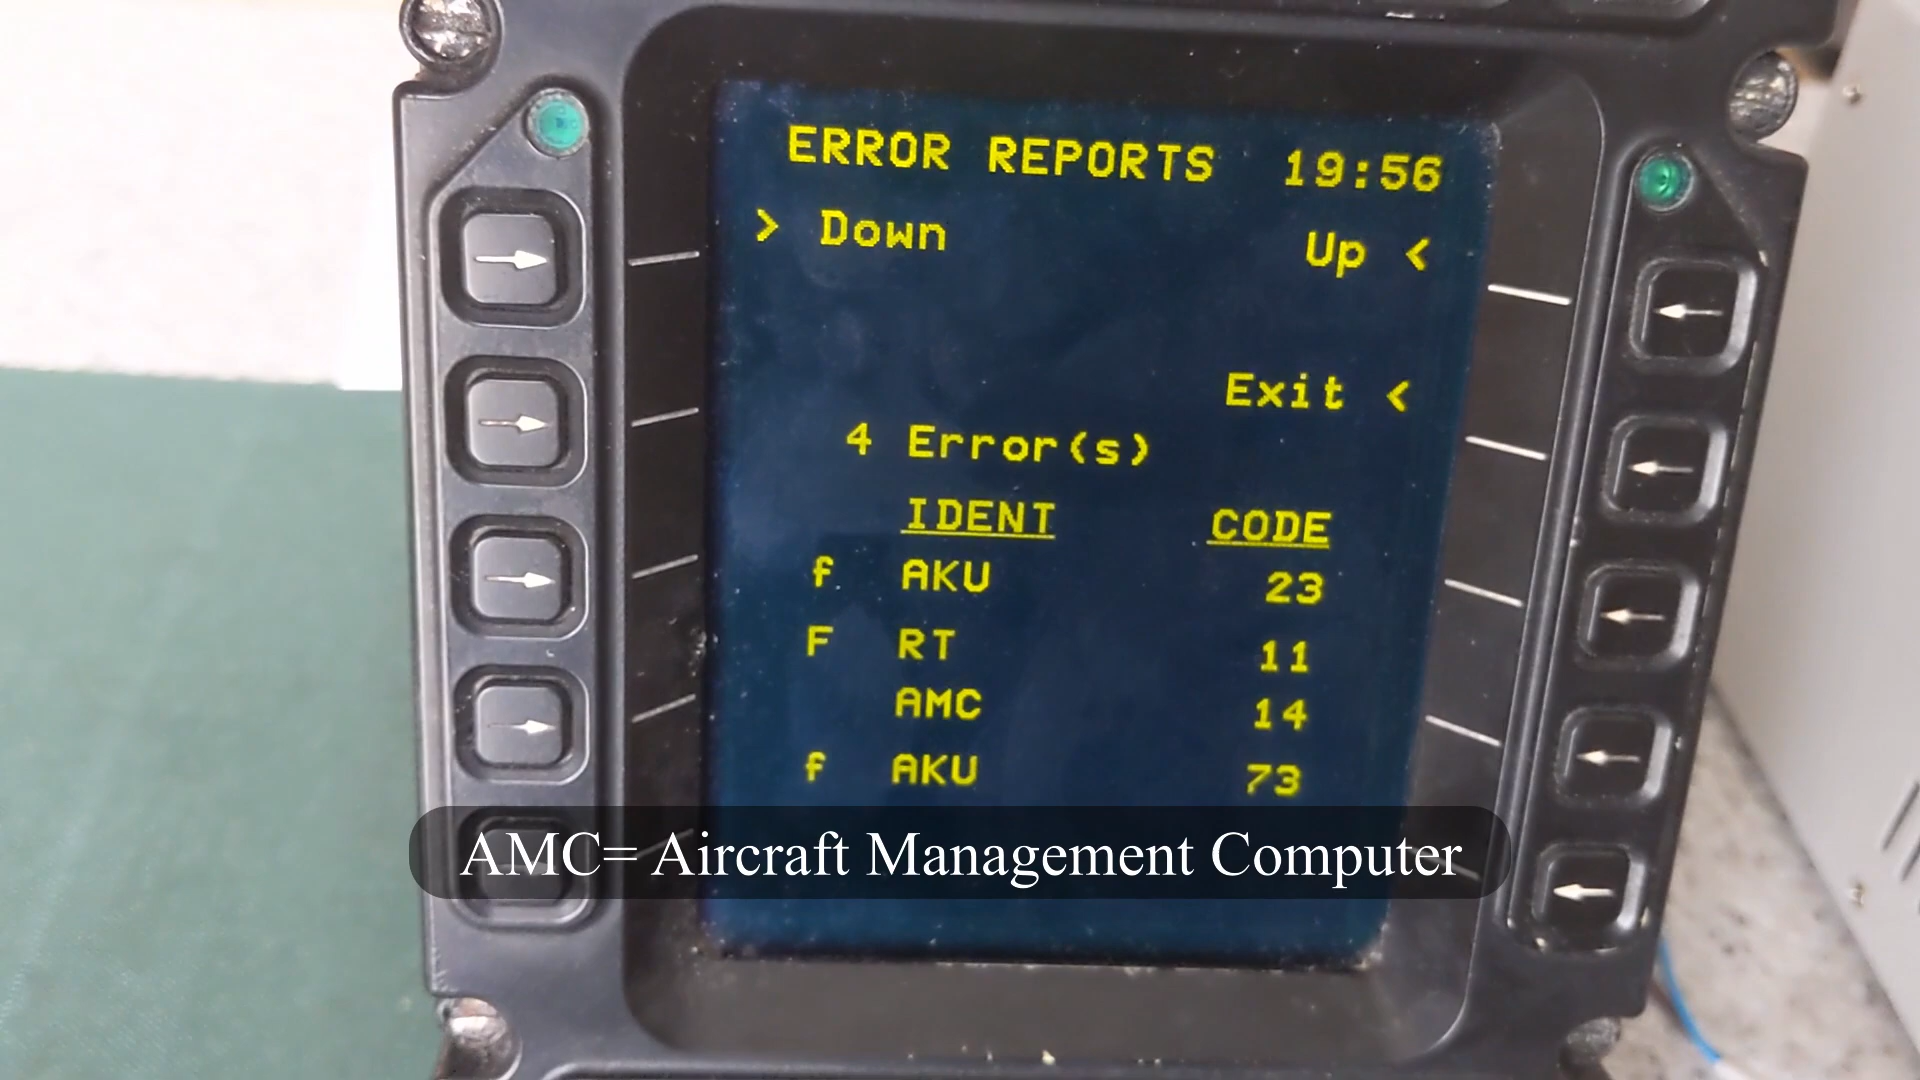 ERROR REPORTS 19:56
> Down Up <
Exit <
4 Error(s)
IDENT CODE
f AKU 23
F RT 11
AMC 14
f AKU 73
AMC= Aircraft Management Computer